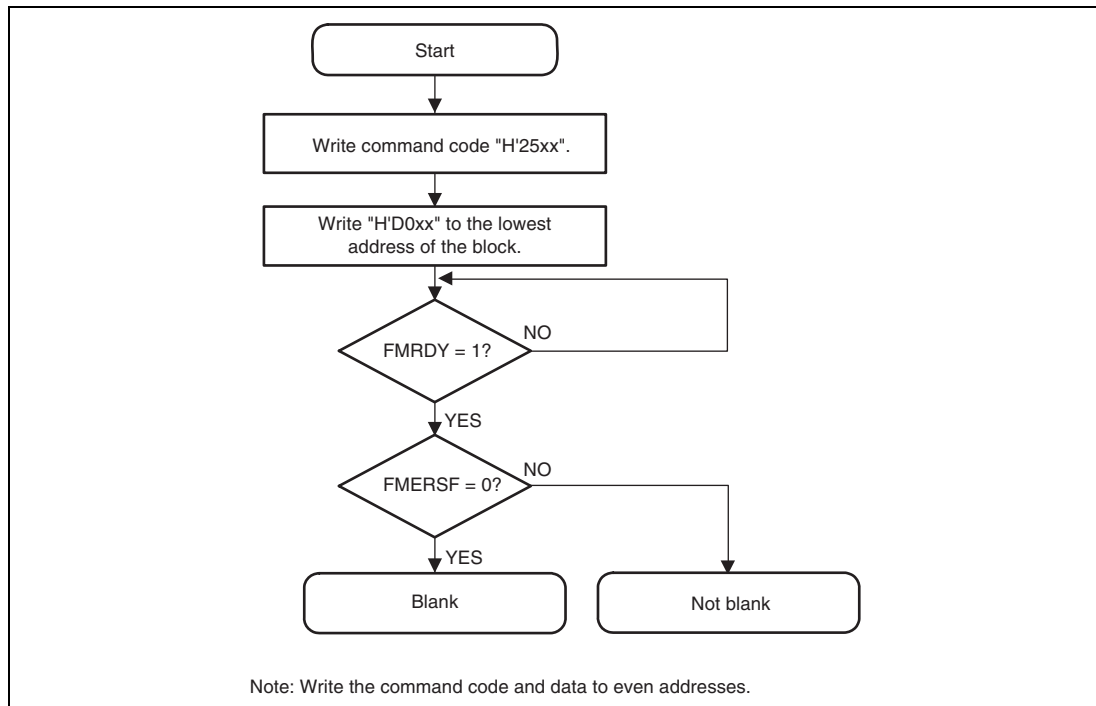 Start
Write command code "H'25xx".
Write "H'D0xx" to the lowest
address of the block.
NO
FMRDY = 1?
YES
NO
FMERSF = 0?
YES
Blank
Not blank
Note: Write the command code and data to even addresses.